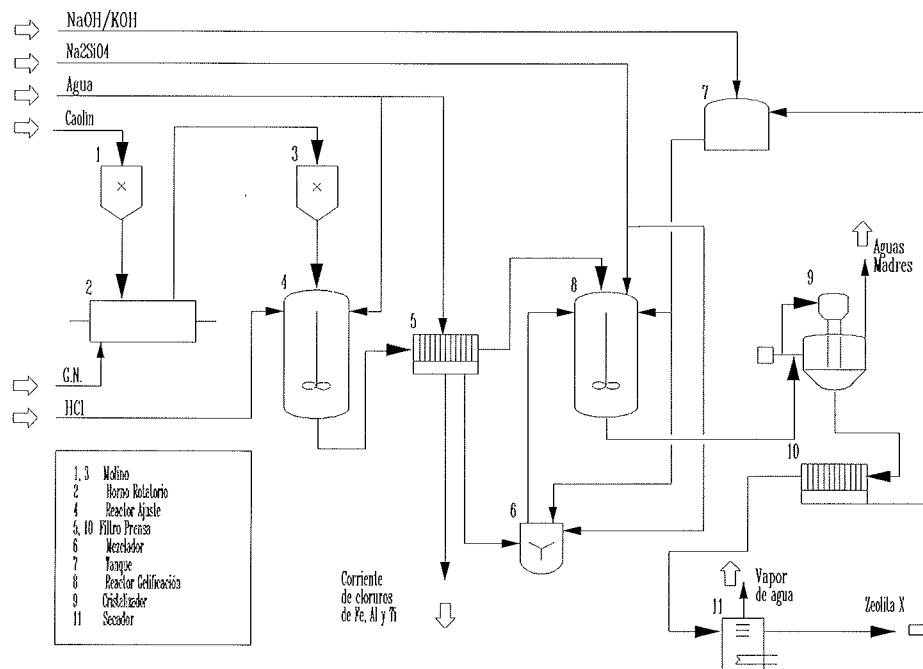 NaOH/KOH
Na2SiO4
Agua
Caolin
1
3
7
2
4
5
8
9
Aguas
Madres
G.N.
HCl
10
1, 3 Molino
2 Horno Rotatorio
4 Reactor Ajuste
5, 10 Filtro Prensa
6 Mezclador
7 Tanque
8 Reactor Gelificación
9 Cristalizador
11 Secador
6
Corriente
de cloruros
de Fe, Al y Ti
11
Vapor
de agua
Zeolita X